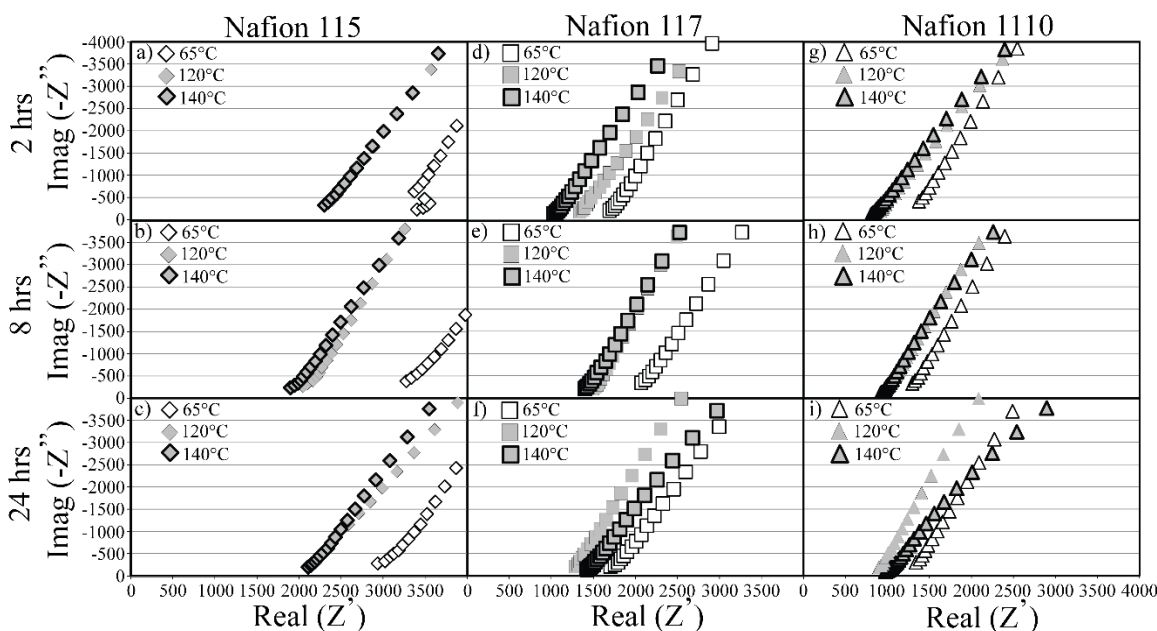 Nafion 115 Nafion 117 Nafion 1110
2 hrs
Imag (-Z")
-4000
-3500
-3000
-2500
-2000
-1500
-1000
-500
0
a) 65°C
120°C
140°C
d) 65°C
120°C
140°C
g) 65°C
120°C
140°C
8 hrs
Imag (-Z")
-3500
-3000
-2500
-2000
-1500
-1000
-500
0
b) 65°C
120°C
140°C
e) 65°C
120°C
140°C
h) 65°C
120°C
140°C
24 hrs
Imag (-Z")
-3500
-3000
-2500
-2000
-1500
-1000
-500
0
c) 65°C
120°C
140°C
f) 65°C
120°C
140°C
i) 65°C
120°C
140°C
0 500 1000 1500 2000 2500 3000 3500 0 500 1000 1500 2000 2500 3000 3500 0 500 1000 1500 2000 2500 3000 3500 4000
Real (Z') Real (Z') Real (Z')